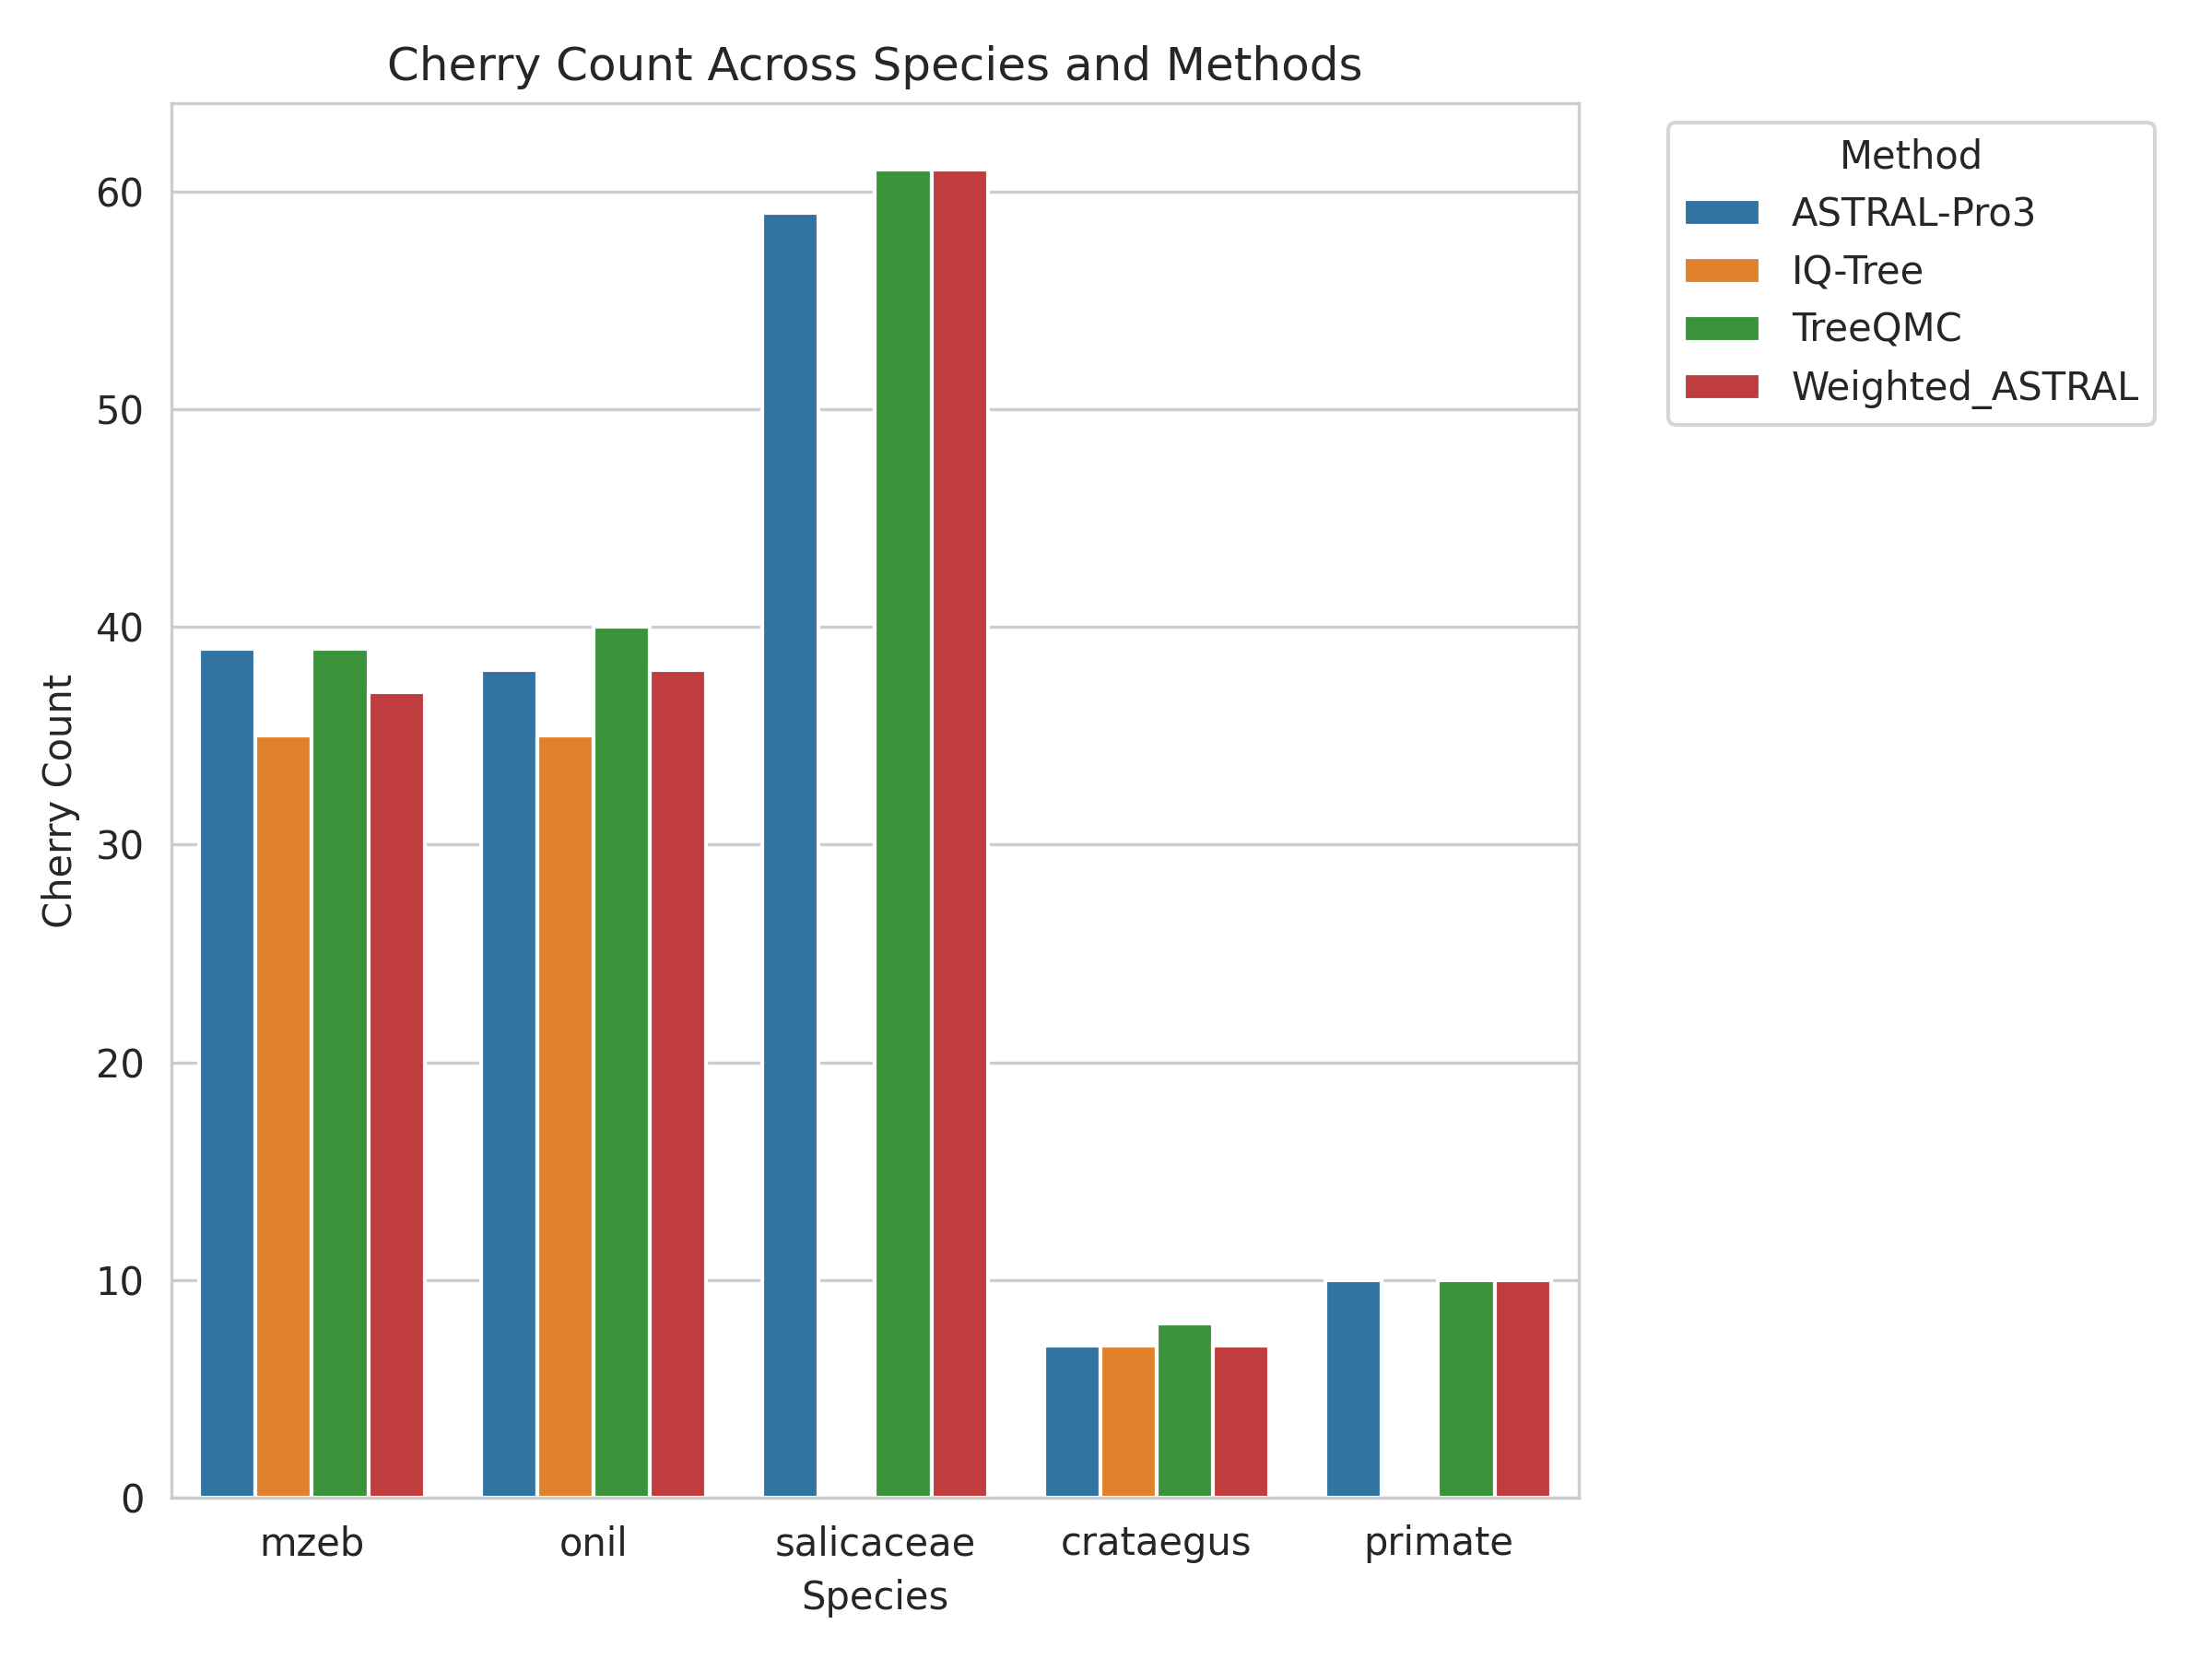 Cherry Count Across Species and Methods
Cherry Count
60
50
40
30
20
10
0
mzeb
onil
salicaceae
crataegus
primate
Species
Method
ASTRAL-Pro3
IQ-Tree
TreeQMC
Weighted_ASTRAL